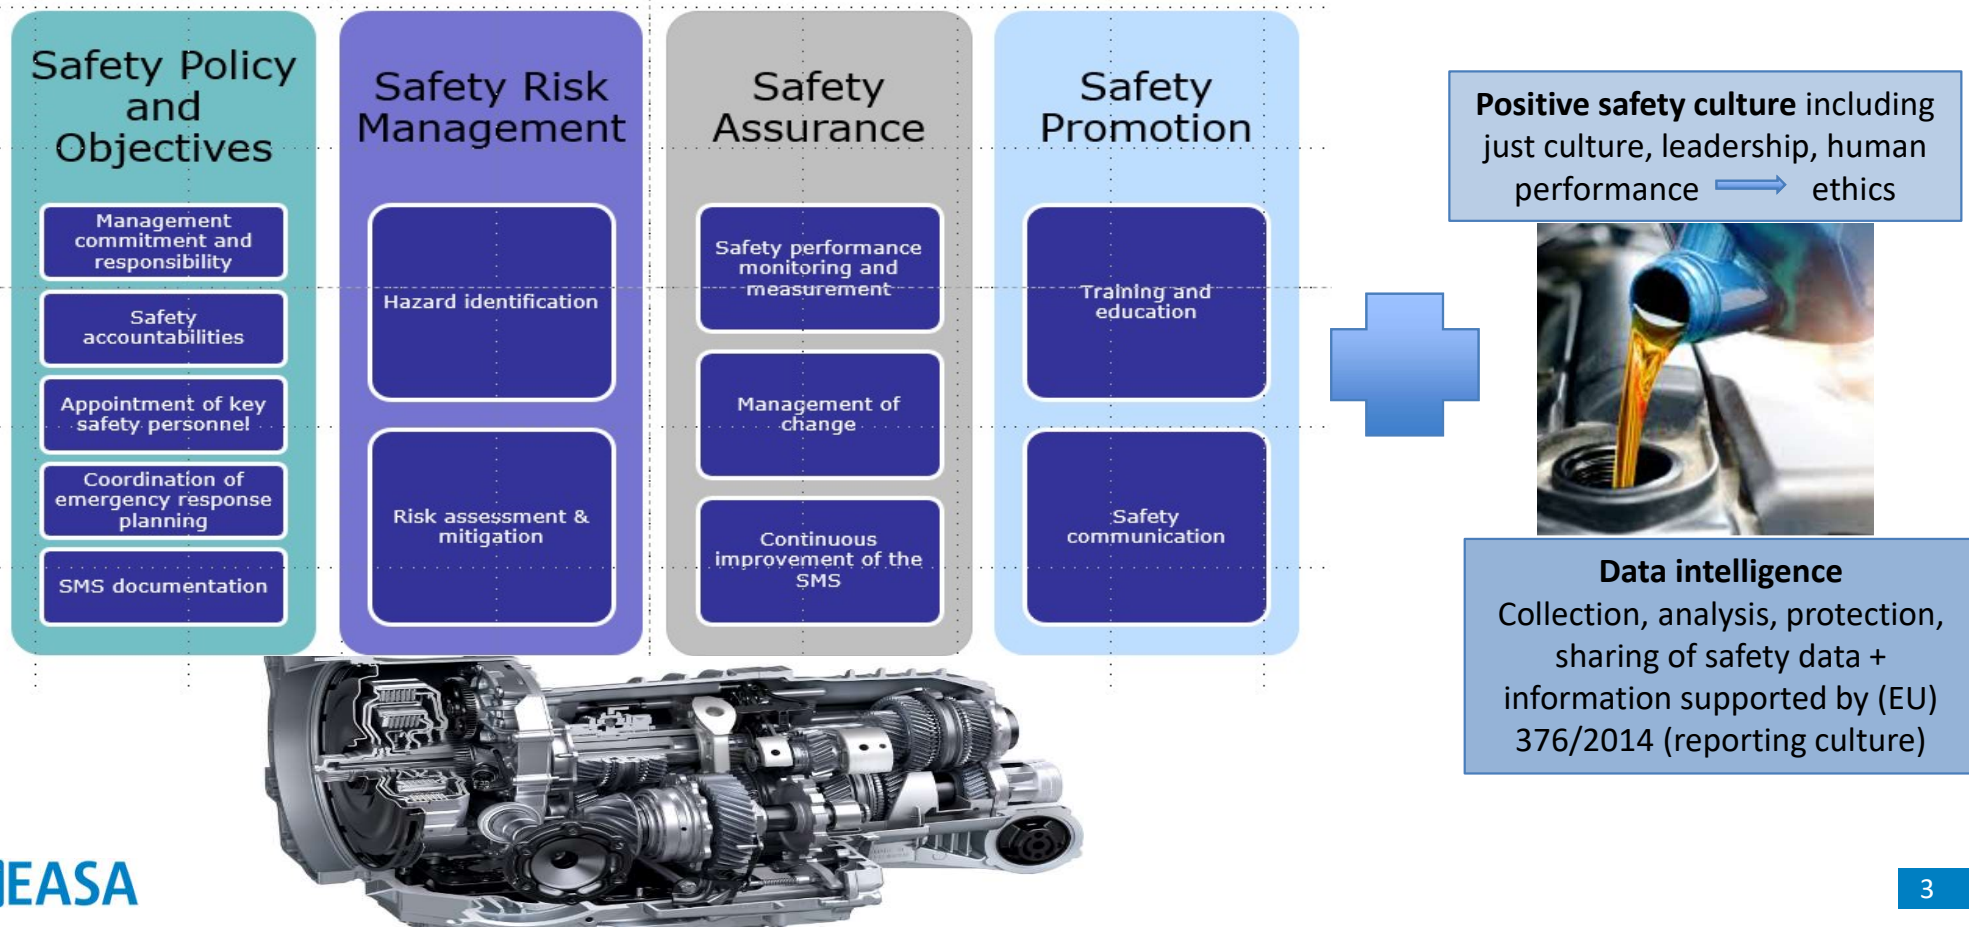 Safety Policy
and
Objectives
Management
commitment and
responsibility
Safety
accountabilities
Appointment of key
safety personnel
Coordination of
emergency response
planning
SMS documentation
Safety Risk
Management
Hazard identification
Risk assessment &
mitigation
Safety
Assurance
Safety performance
monitoring and
measurement
Management of
change
Continuous
improvement of the
SMS
Safety
Promotion
Training and
education
Safety
communication
Positive safety culture including
just culture, leadership, human
performance ethics
Data intelligence
Collection, analysis, protection,
sharing of safety data +
information supported by (EU)
376/2014 (reporting culture)
EASA
3